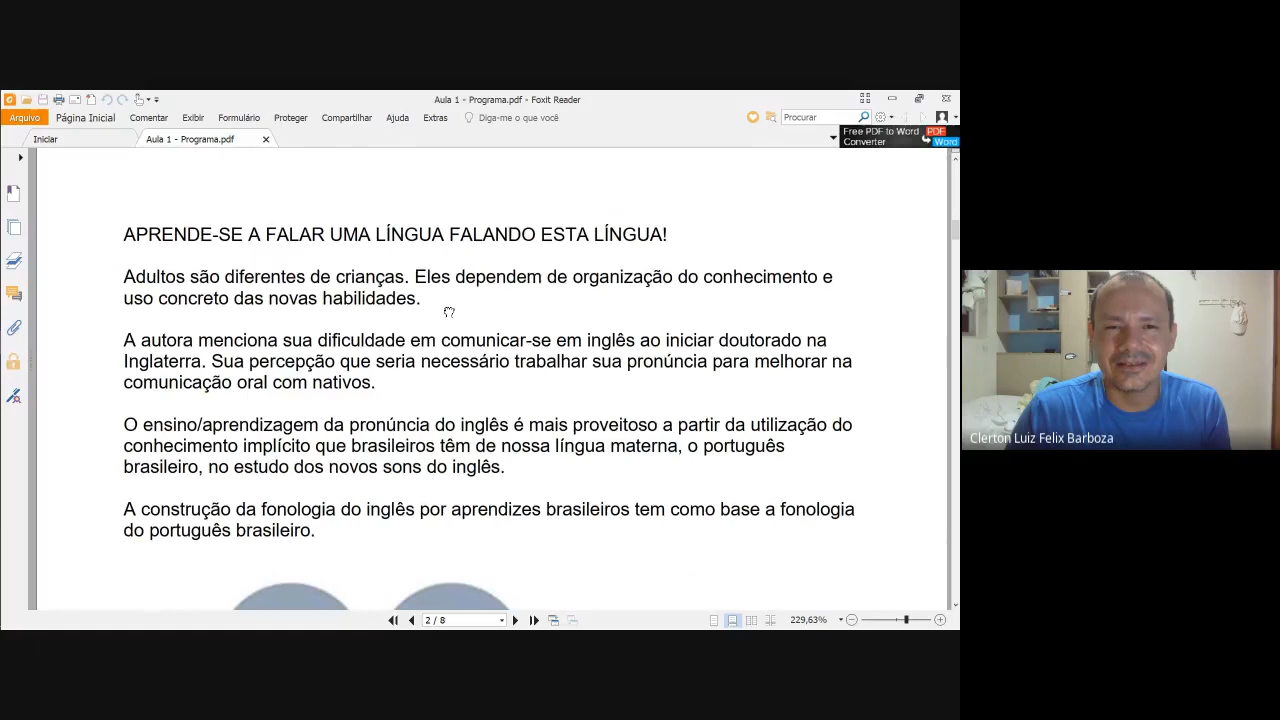 Aula 1 - Programa.pdf - Foxit Reader
Arquivo Página Inicial Comentar Exibir Formulário Proteger Compartilhar Ajuda Extras Diga-me o que você Procurar
Iniciar Aula 1 - Programa.pdf Free PDF to Word Converter PDF Word
APRENDE-SE A FALAR UMA LÍNGUA FALANDO ESTA LÍNGUA!
Adultos são diferentes de crianças. Eles dependem de organização do conhecimento e
uso concreto das novas habilidades.
A autora menciona sua dificuldade em comunicar-se em inglês ao iniciar doutorado na
Inglaterra. Sua percepção que seria necessário trabalhar sua pronúncia para melhorar na
comunicação oral com nativos.
O ensino/aprendizagem da pronúncia do inglês é mais proveitoso a partir da utilização do
conhecimento implícito que brasileiros têm de nossa língua materna, o português
brasileiro, no estudo dos novos sons do inglês.
A construção da fonologia do inglês por aprendizes brasileiros tem como base a fonologia
do português brasileiro.
2 / 8 229,63%
Clerton Luiz Felix Barboza